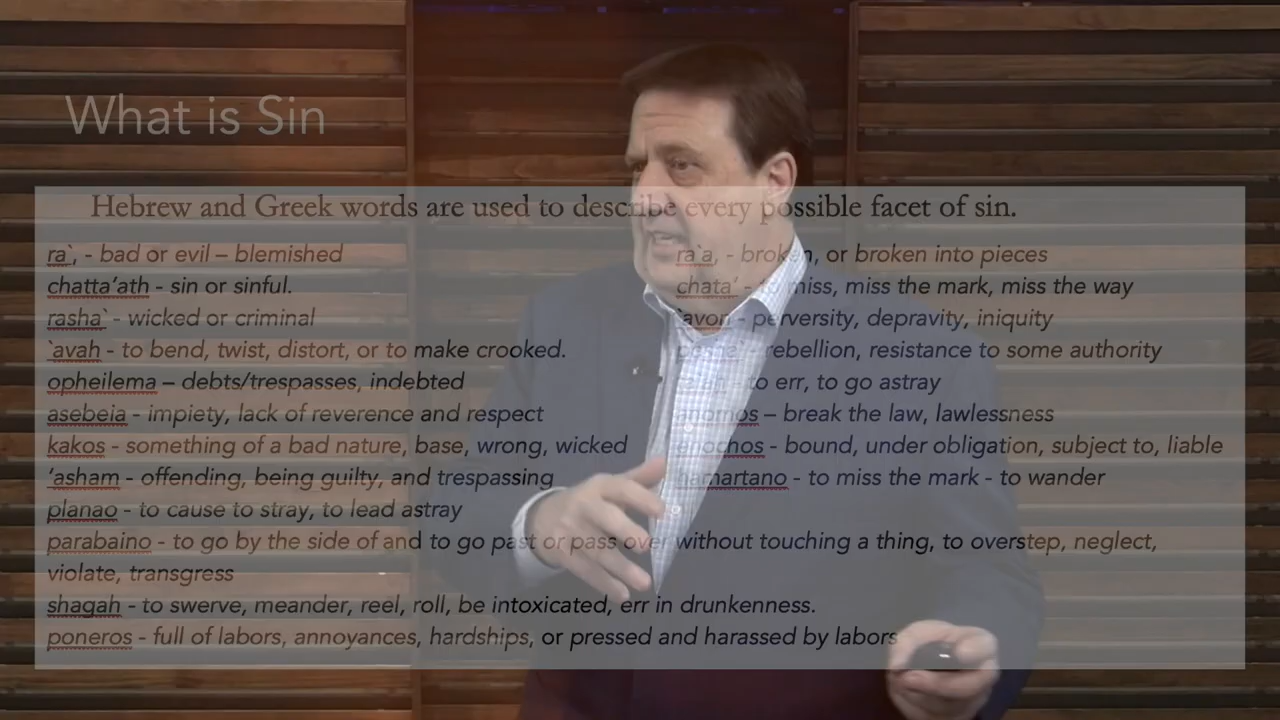 What is Sin
Hebrew and Greek words are used to describe every possible facet of sin.
ra`, - bad or evil – blemished
ra`a, - broken, or broken into pieces
chatta’ath - sin or sinful.
chata’ - to miss, miss the mark, miss the way
rasha` - wicked or criminal
`avon - perversity, depravity, iniquity
`avah - to bend, twist, distort, or to make crooked.
pesha` - rebellion, resistance to some authority
opheilema – debts/trespasses, indebted
- to err, to go astray
asebeia - impiety, lack of reverence and respect
anomos – break the law, lawlessness
kakos - something of a bad nature, base, wrong, wicked
enochos - bound, under obligation, subject to, liable
‘asham - offending, being guilty, and trespassing
hamartano - to miss the mark - to wander
planao - to cause to stray, to lead astray
parabaino - to go by the side of and to go past or pass over without touching a thing, to overstep, neglect,
violate, transgress
shagah - to swerve, meander, reel, roll, be intoxicated, err in drunkenness.
poneros - full of labors, annoyances, hardships, or pressed and harassed by labors